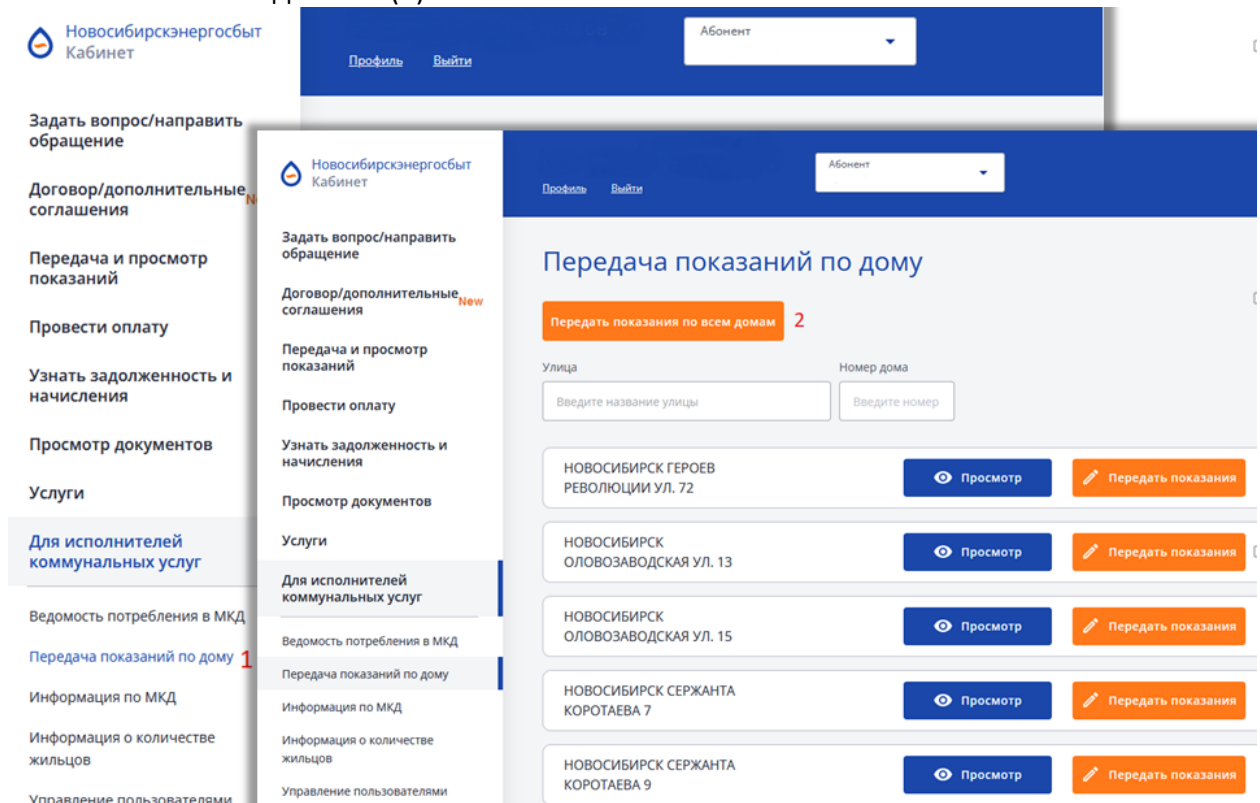 Новосибирскэнергосбыт
Кабинет
Профиль Выйти
Абонент
Задать вопрос/направить
обращение
Договор/дополнительные
соглашения
Передача и просмотр
показаний
Провести оплату
Узнать задолженность и
начисления
Просмотр документов
Услуги
Для исполнителей
коммунальных услуг
Ведомость потребления в МКД
Передача показаний по дому 1
Информация по МКД
Информация о количестве
жильцов
Управление пользователями
Новосибирскэнергосбыт
Кабинет
Профиль Выйти
Абонент
Задать вопрос/направить
обращение
Договор/дополнительные New
соглашения
Передача и просмотр
показаний
Провести оплату
Узнать задолженность и
начисления
Просмотр документов
Услуги
Для исполнителей
коммунальных услуг
Ведомость потребления в МКД
Передача показаний по дому
Информация по МКД
Информация о количестве
жильцов
Управление пользователями
Передача показаний по дому
Передать показания по всем домам 2
Улица Номер дома
Введите название улицы Введите номер
НОВОСИБИРСК ГЕРОЕВ
РЕВОЛЮЦИИ УЛ. 72
Просмотр Передать показания
НОВОСИБИРСК
ОЛОВОЗАВОДСКАЯ УЛ. 13
Просмотр Передать показания
НОВОСИБИРСК
ОЛОВОЗАВОДСКАЯ УЛ. 15
Просмотр Передать показания
НОВОСИБИРСК СЕРЖАНТА
КОРОТАЕВА 7
Просмотр Передать показания
НОВОСИБИРСК СЕРЖАНТА
КОРОТАЕВА 9
Просмотр Передать показания